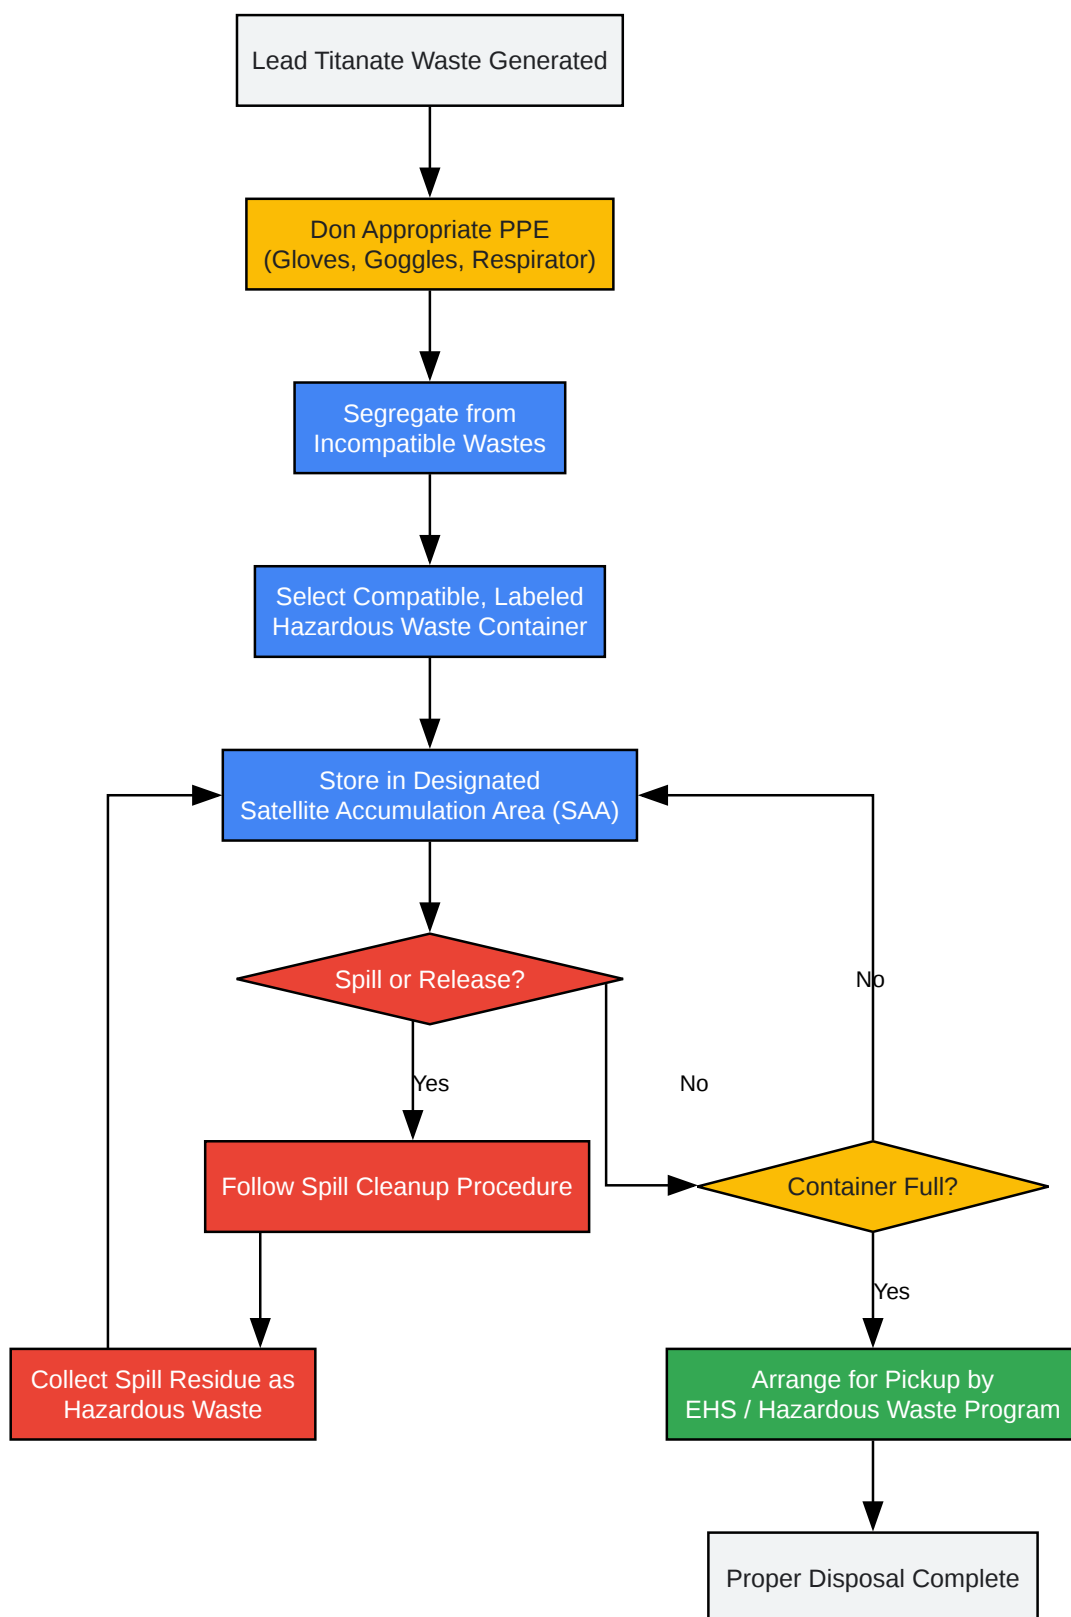 Lead Titanate Waste Generated
Don Appropriate PPE
(Gloves, Goggles, Respirator)
Segregate from
Incompatible Wastes
Select Compatible, Labeled
Hazardous Waste Container
Store in Designated
Satellite Accumulation Area (SAA)
Spill or Release?
No
Yes
No
Follow Spill Cleanup Procedure
Container Full?
Yes
Collect Spill Residue as
Hazardous Waste
Arrange for Pickup by
EHS / Hazardous Waste Program
Proper Disposal Complete